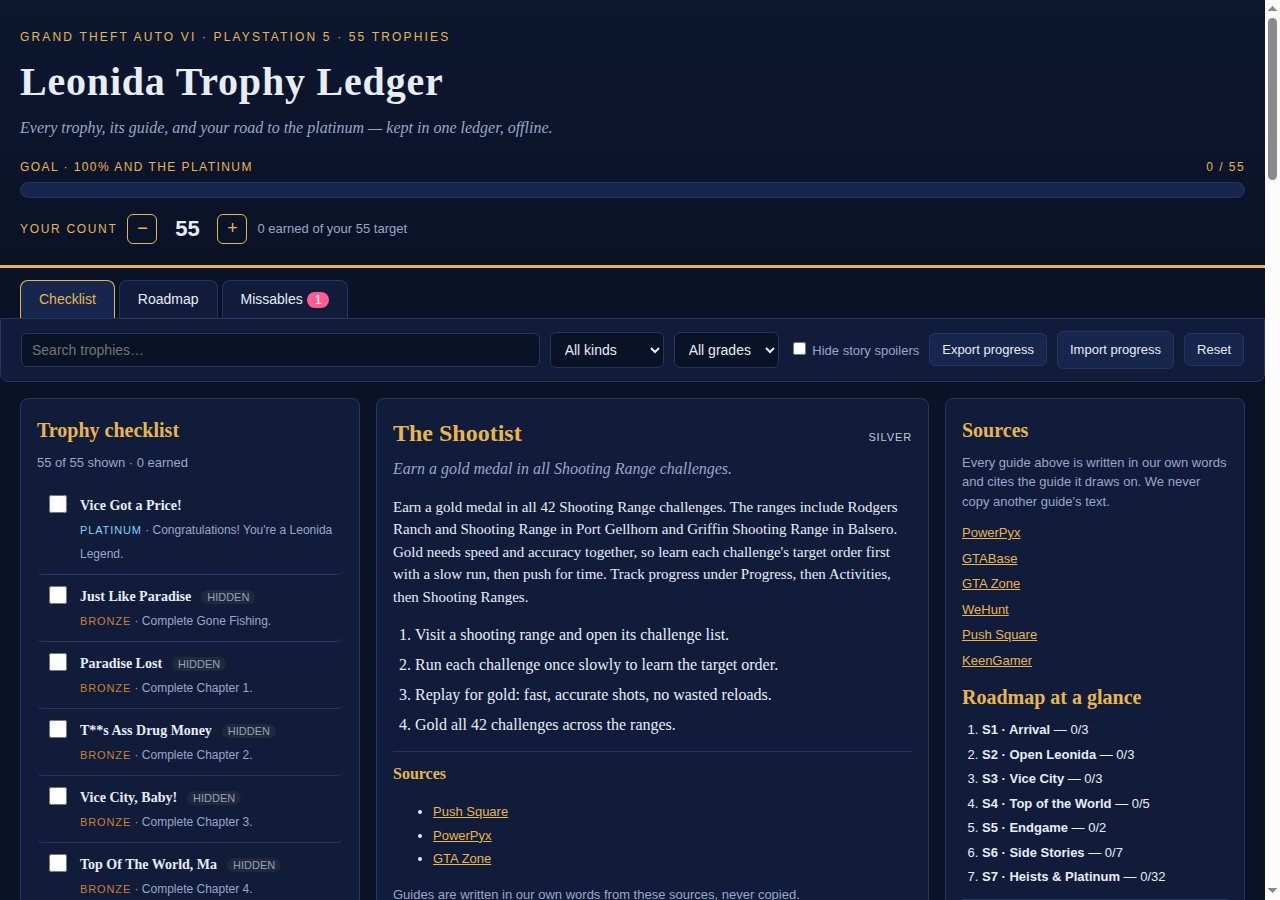 GRAND THEFT AUTO VI · PLAYSTATION 5 · 55 TROPHIES
Leonida Trophy Ledger
Every trophy, its guide, and your road to the platinum — kept in one ledger, offline.
GOAL · 100% AND THE PLATINUM
0 / 55
YOUR COUNT − 55 + 0 earned of your 55 target
Checklist Roadmap Missables 1
Search trophies… All kinds All grades Hide story spoilers Export progress Import progress Reset
Trophy checklist
55 of 55 shown · 0 earned
Vice Got a Price!
PLATINUM · Congratulations! You're a Leonida
Legend.
Just Like Paradise HIDDEN
BRONZE · Complete Gone Fishing.
Paradise Lost HIDDEN
BRONZE · Complete Chapter 1.
T**s Ass Drug Money HIDDEN
BRONZE · Complete Chapter 2.
Vice City, Baby! HIDDEN
BRONZE · Complete Chapter 3.
Top Of The World, Ma HIDDEN
BRONZE · Complete Chapter 4.
The Shootist
SILVER
Earn a gold medal in all Shooting Range challenges.
Earn a gold medal in all 42 Shooting Range challenges. The ranges include Rodgers
Ranch and Shooting Range in Port Gellhorn and Griffin Shooting Range in Balsero.
Gold needs speed and accuracy together, so learn each challenge's target order first
with a slow run, then push for time. Track progress under Progress, then Activities,
then Shooting Ranges.
1. Visit a shooting range and open its challenge list.
2. Run each challenge once slowly to learn the target order.
3. Replay for gold: fast, accurate shots, no wasted reloads.
4. Gold all 42 challenges across the ranges.
Sources
• Push Square
• PowerPyx
• GTA Zone
Guides are written in our own words from these sources, never copied.
Sources
Every guide above is written in our own words
and cites the guide it draws on. We never
copy another guide's text.
PowerPyx
GTABase
GTA Zone
WeHunt
Push Square
KeenGamer
Roadmap at a glance
1. S1 · Arrival — 0/3
2. S2 · Open Leonida — 0/3
3. S3 · Vice City — 0/3
4. S4 · Top of the World — 0/5
5. S5 · Endgame — 0/2
6. S6 · Side Stories — 0/7
7. S7 · Heists & Platinum — 0/32